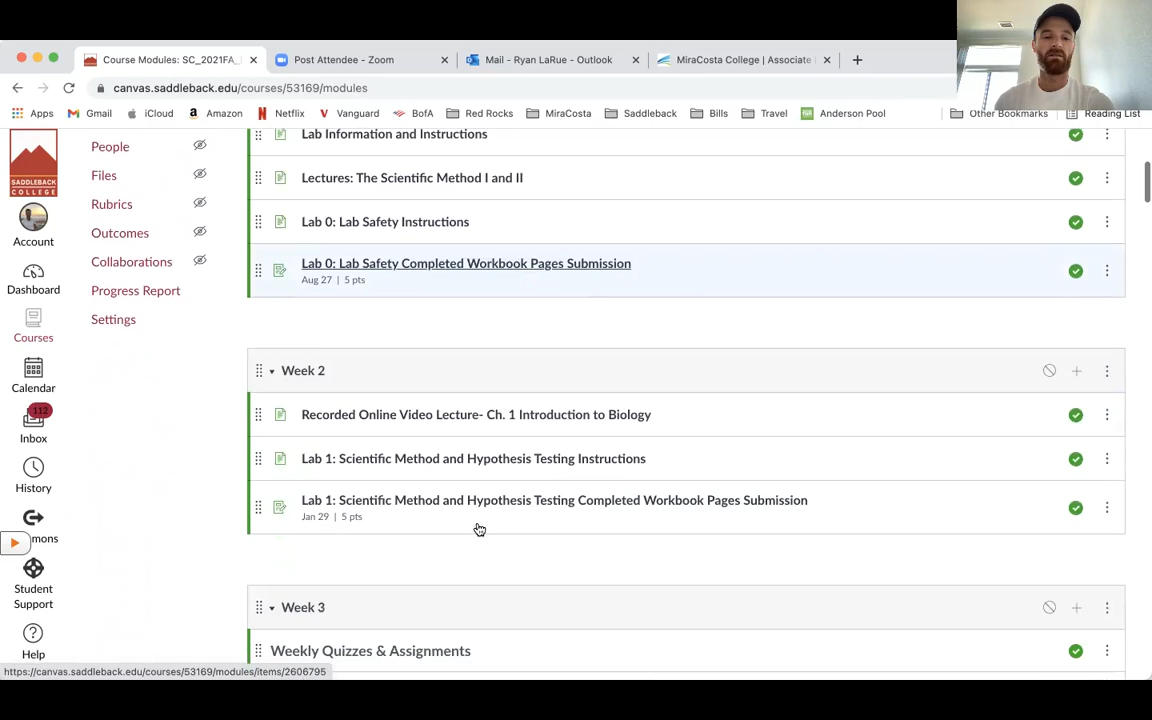 Course Modules: SC_2021FA_
Post Attendee - Zoom
Mail - Ryan LaRue - Outlook
MiraCosta College | Associate
canvas.saddleback.edu/courses/53169/modules
Apps
Gmail
iCloud
Amazon
Netflix
Vanguard
BofA
Red Rocks
MiraCosta
Saddleback
Bills
Travel
Anderson Pool
Other Bookmarks
Reading List
SADDLEBACK
COLLEGE
Account
Dashboard
Courses
Calendar
112
Inbox
History
mmons
Student
Support
Help
People
Files
Rubrics
Outcomes
Collaborations
Progress Report
Settings
Lab Information and Instructions
Lectures: The Scientific Method I and II
Lab 0: Lab Safety Instructions
Lab 0: Lab Safety Completed Workbook Pages Submission
Aug 27 | 5 pts
Week 2
Recorded Online Video Lecture- Ch. 1 Introduction to Biology
Lab 1: Scientific Method and Hypothesis Testing Instructions
Lab 1: Scientific Method and Hypothesis Testing Completed Workbook Pages Submission
Jan 29 | 5 pts
Week 3
Weekly Quizzes & Assignments
https://canvas.saddleback.edu/courses/53169/modules/items/2606795